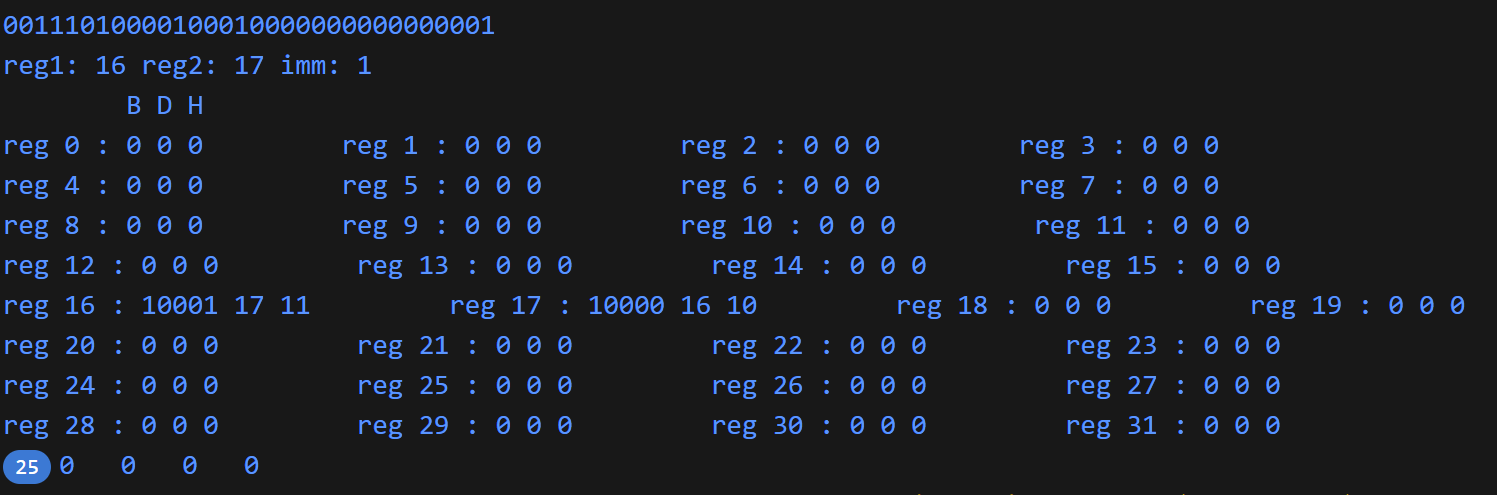 00111010000100010000000000000001
reg1: 16 reg2: 17 imm: 1
B D H
reg 0 : 0 0 0 reg 1 : 0 0 0 reg 2 : 0 0 0 reg 3 : 0 0 0
reg 4 : 0 0 0 reg 5 : 0 0 0 reg 6 : 0 0 0 reg 7 : 0 0 0
reg 8 : 0 0 0 reg 9 : 0 0 0 reg 10 : 0 0 0 reg 11 : 0 0 0
reg 12 : 0 0 0 reg 13 : 0 0 0 reg 14 : 0 0 0 reg 15 : 0 0 0
reg 16 : 10001 17 11 reg 17 : 10000 16 10 reg 18 : 0 0 0 reg 19 : 0 0 0
reg 20 : 0 0 0 reg 21 : 0 0 0 reg 22 : 0 0 0 reg 23 : 0 0 0
reg 24 : 0 0 0 reg 25 : 0 0 0 reg 26 : 0 0 0 reg 27 : 0 0 0
reg 28 : 0 0 0 reg 29 : 0 0 0 reg 30 : 0 0 0 reg 31 : 0 0 0
25 0 0 0 0